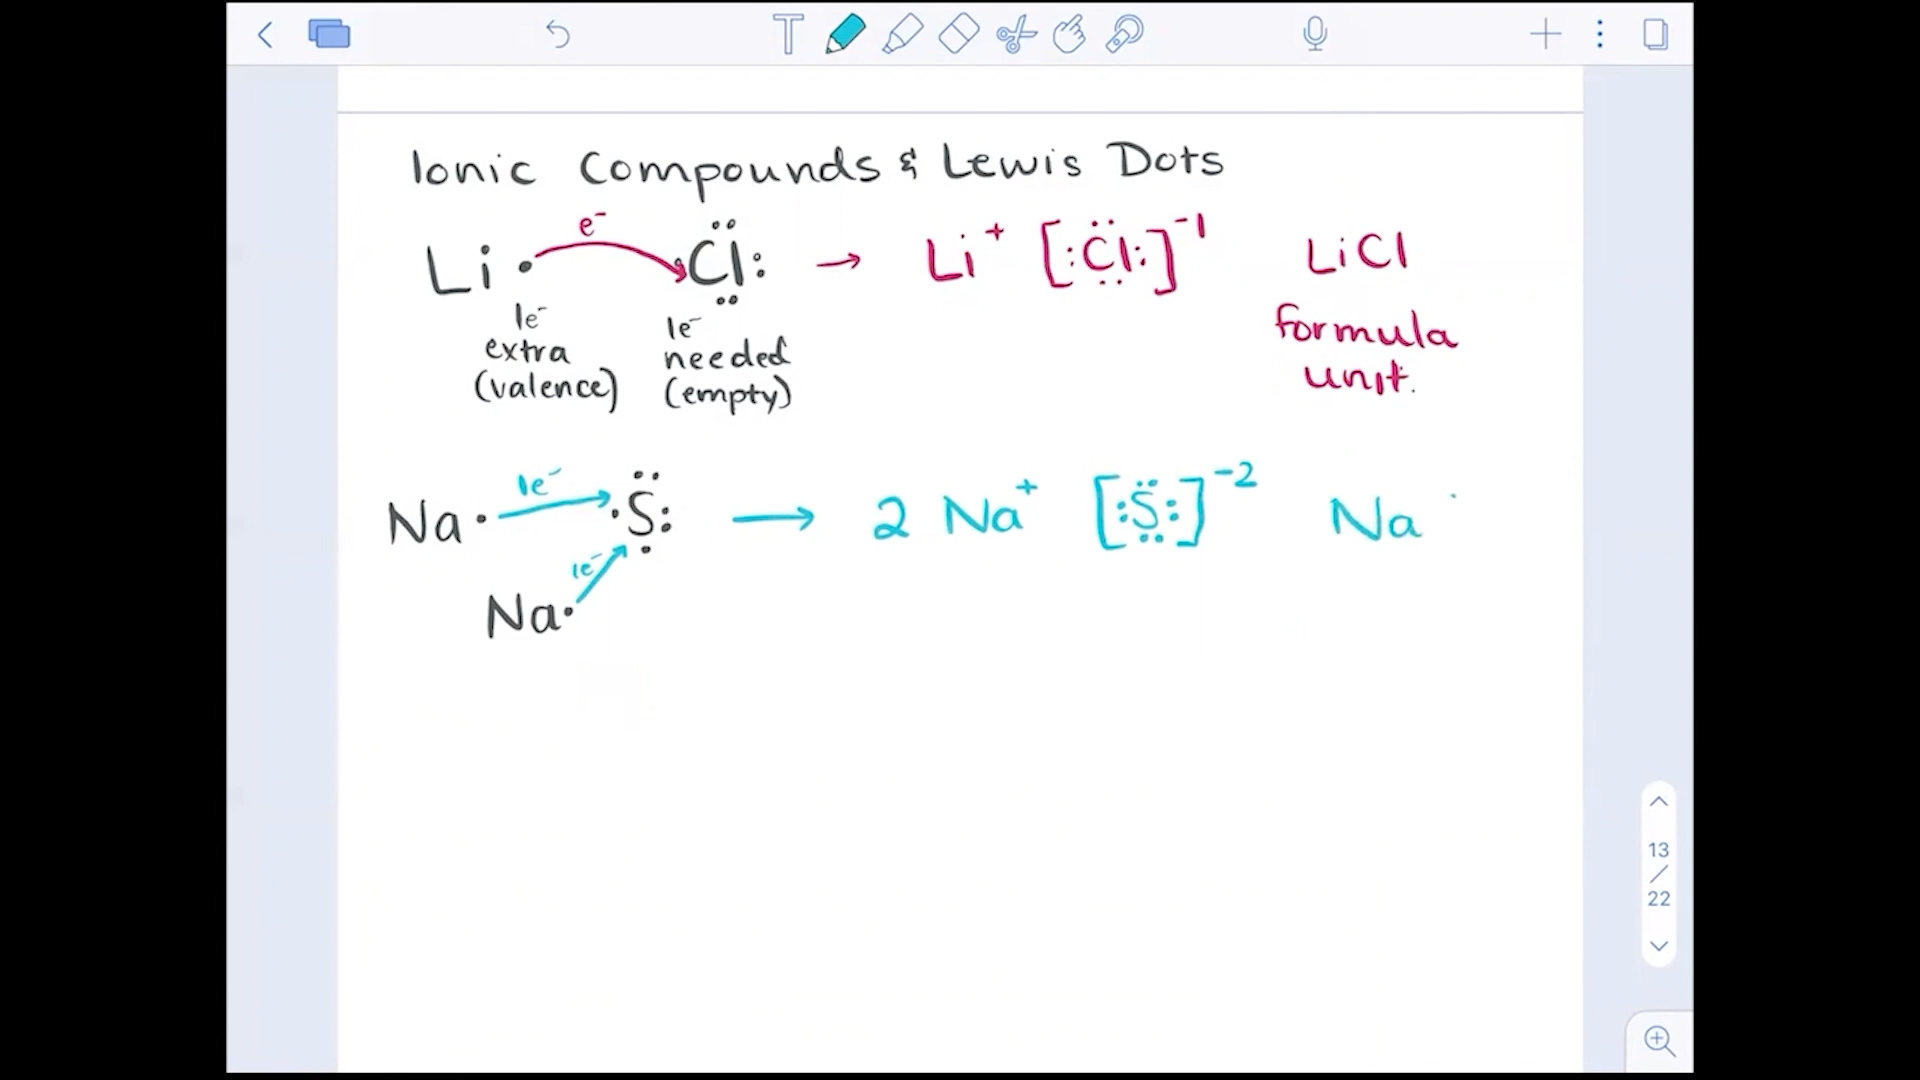 T
Ionic Compounds & Lewis Dots
e⁻
Li • :Cl: → Li⁺ [:Cl:]⁻¹ LiCl
1e⁻ extra (valence)
1e⁻ needed (empty)
formula unit.
1e⁻
Na• •S: → 2 Na⁺ [:S:]⁻² Na
1e⁻
Na•
13
/
22